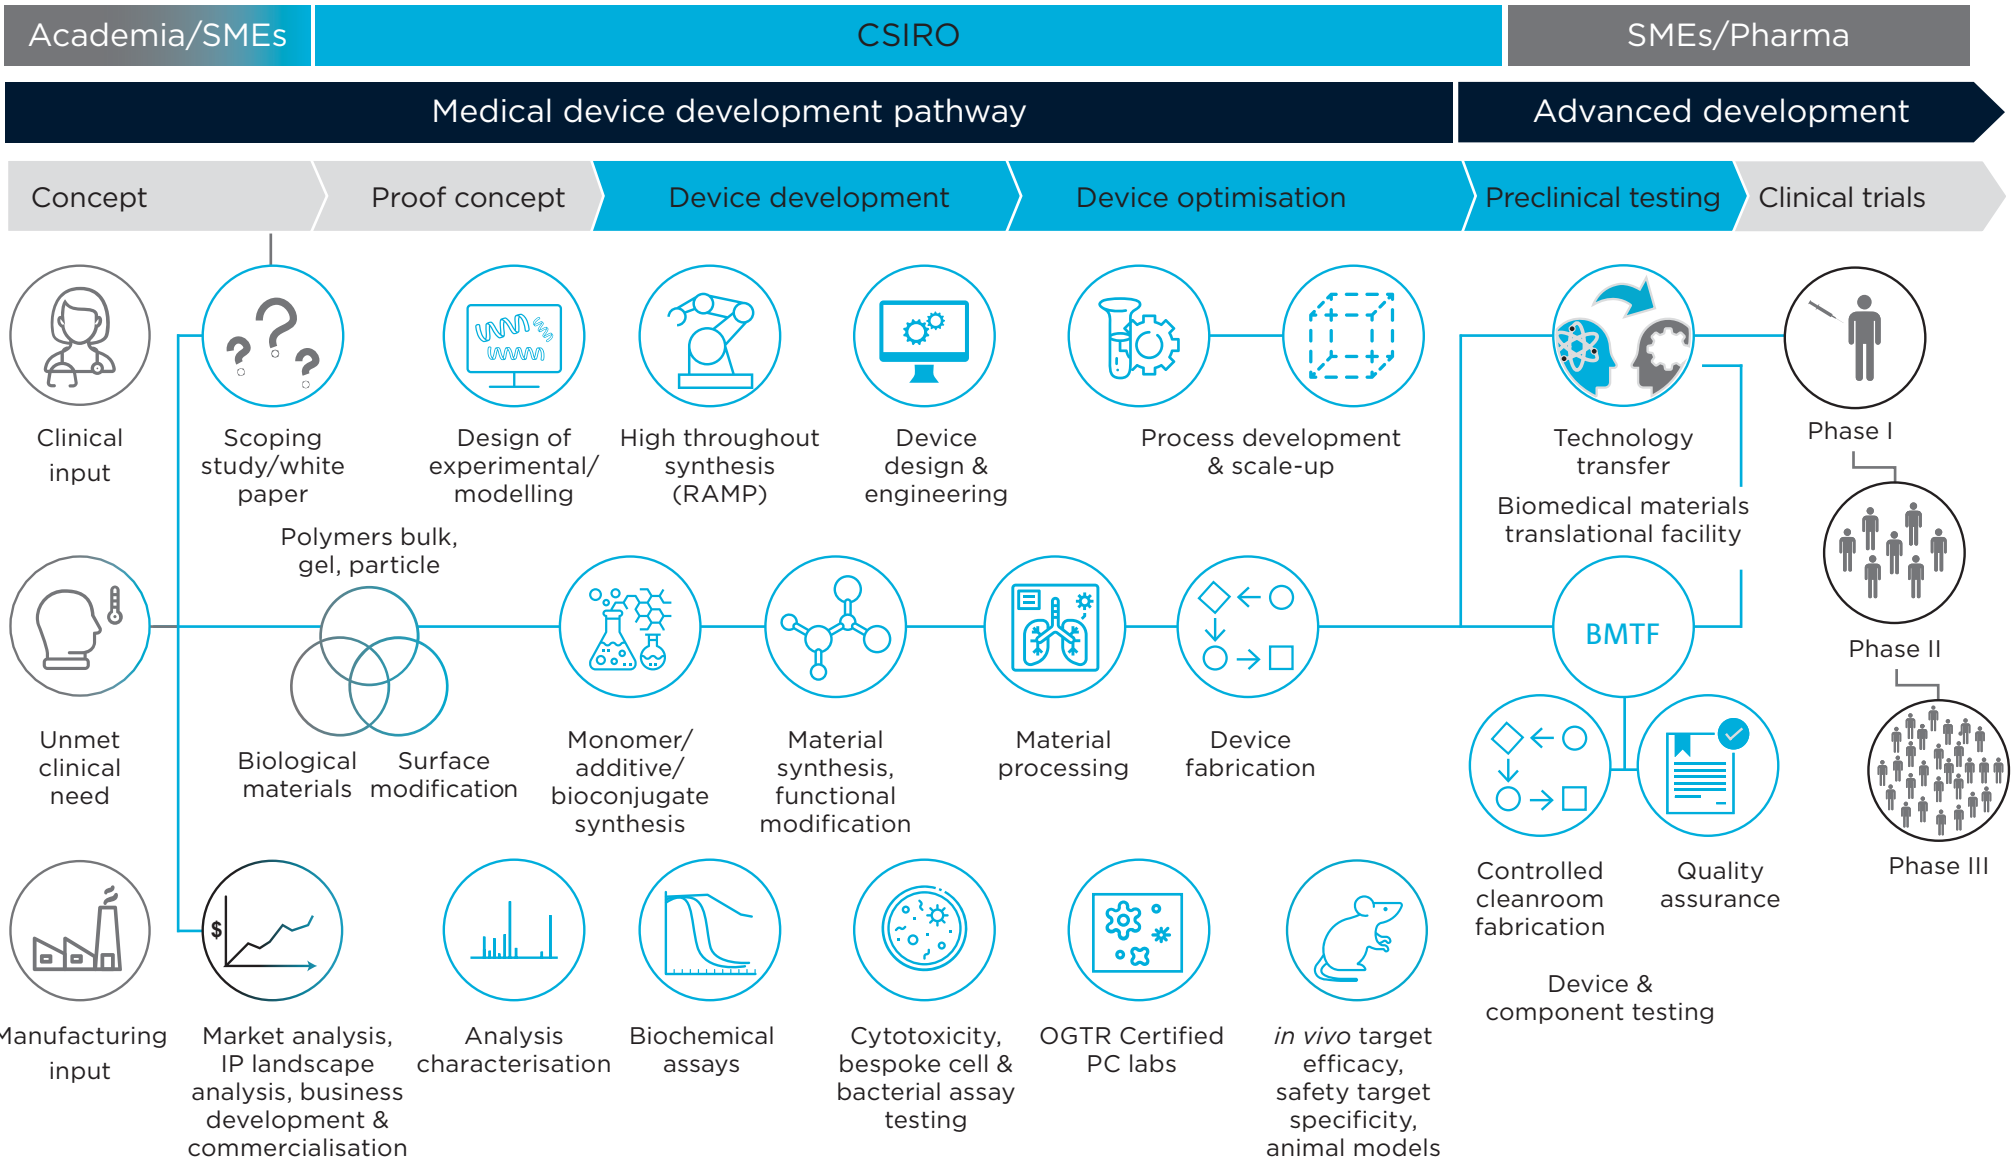 Academia/SMEs
CSIRO
SMEs/Pharma
Medical device development pathway
Advanced development
Concept
Proof concept
Device development
Device optimisation
Preclinical testing
Clinical trials
Clinical
input
Scoping
study/white
paper
Design of
experimental/
modelling
High throughout
synthesis
(RAMP)
Device
design &
engineering
Process development
& scale-up
Technology
transfer
Biomedical materials
translational facility
Phase I
Polymers bulk,
gel, particle
BMTF
Phase II
Unmet
clinical
need
Biological
materials
Surface
modification
Monomer/
additive/
bioconjugate
synthesis
Material
synthesis,
functional
modification
Material
processing
Device
fabrication
Controlled
cleanroom
fabrication
Quality
assurance
Phase III
$
Manufacturing
input
Market analysis,
IP landscape
analysis, business
development &
commercialisation
Analysis
characterisation
Biochemical
assays
Cytotoxicity,
bespoke cell &
bacterial assay
testing
OGTR Certified
PC labs
in vivo target
efficacy,
safety target
specificity,
animal models
Device &
component testing